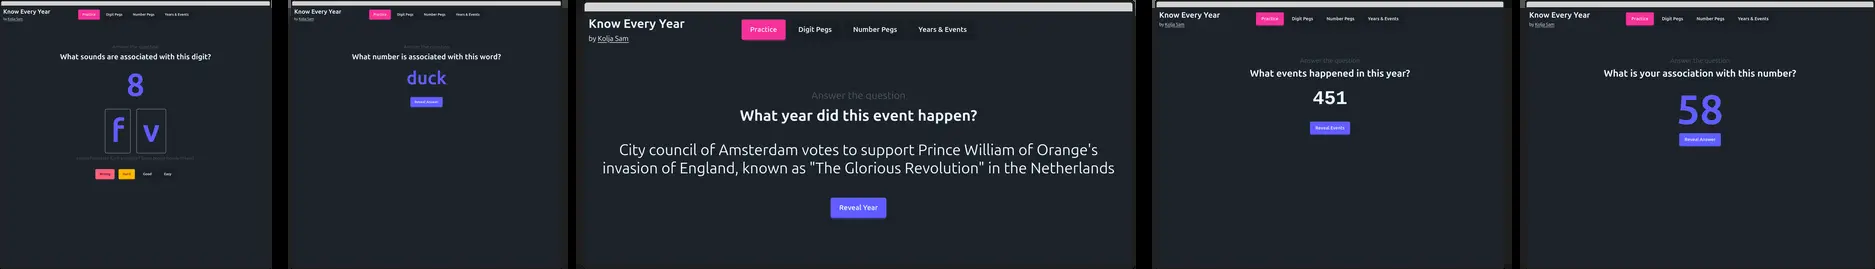 Know Every Year
by Kolja Sam
Practice
Digit Pegs
Number Pegs
Years & Events
Answer the question
What sounds are associated with this digit?
8
f v
Wrong
Hard
Good
Easy
Know Every Year
by Kolja Sam
Practice
Digit Pegs
Number Pegs
Years & Events
Answer the question
What number is associated with this word?
duck
Reveal Answer
Know Every Year
by Kolja Sam
Practice
Digit Pegs
Number Pegs
Years & Events
Answer the question
What year did this event happen?
City council of Amsterdam votes to support Prince William of Orange's
invasion of England, known as "The Glorious Revolution" in the Netherlands
Reveal Year
Know Every Year
by Kolja Sam
Practice
Digit Pegs
Number Pegs
Years & Events
Answer the question
What events happened in this year?
451
Reveal Events
Know Every Year
by Kolja Sam
Practice
Digit Pegs
Number Pegs
Years & Events
Answer the question
What is your association with this number?
58
Reveal Answer